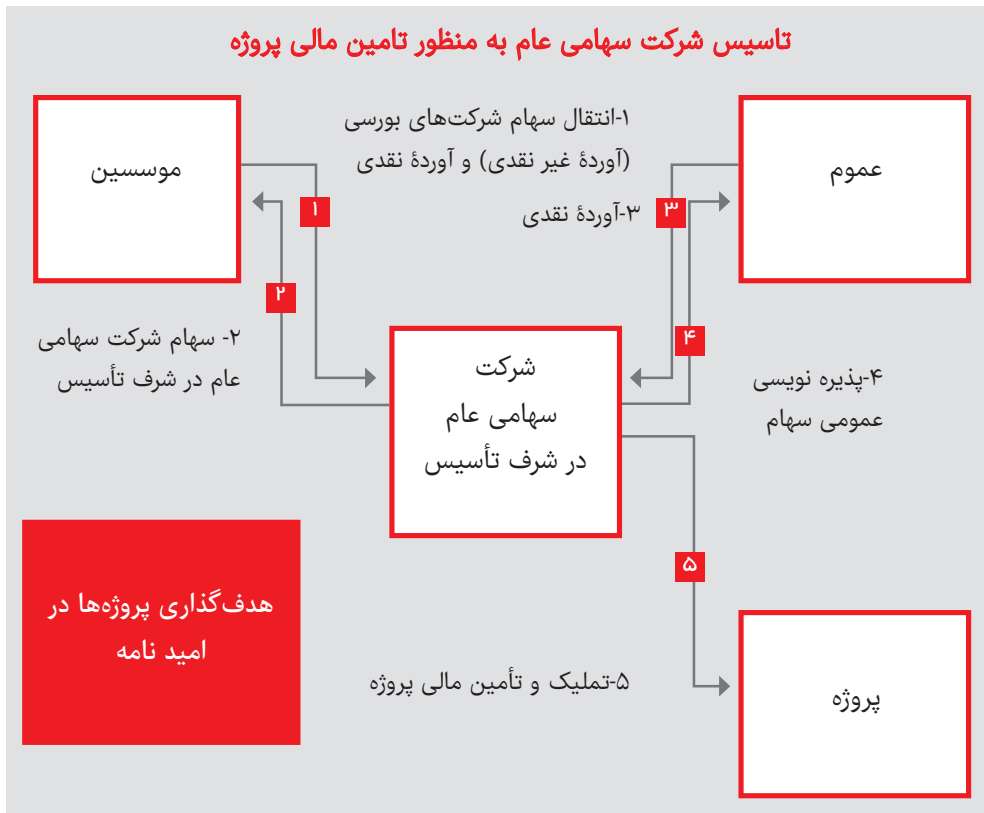 تاسیس شرکت سهامی عام به منظور تامین مالی پروژه
عموم
۱-انتقال سهام شرکت‌های بورسی
(آوردهٔ غیر نقدی) و آوردهٔ نقدی
موسسین
۳-آوردهٔ نقدی
۳
۱
۲
۴
۲- سهام شرکت سهامی
عام در شرف تأسیس
شرکت
سهامی عام
در شرف تأسیس
۴-پذیره نویسی
عمومی سهام
۵
هدف‌گذاری پروژه‌ها در
امید نامه
۵-تملیک و تأمین مالی پروژه
پروژه